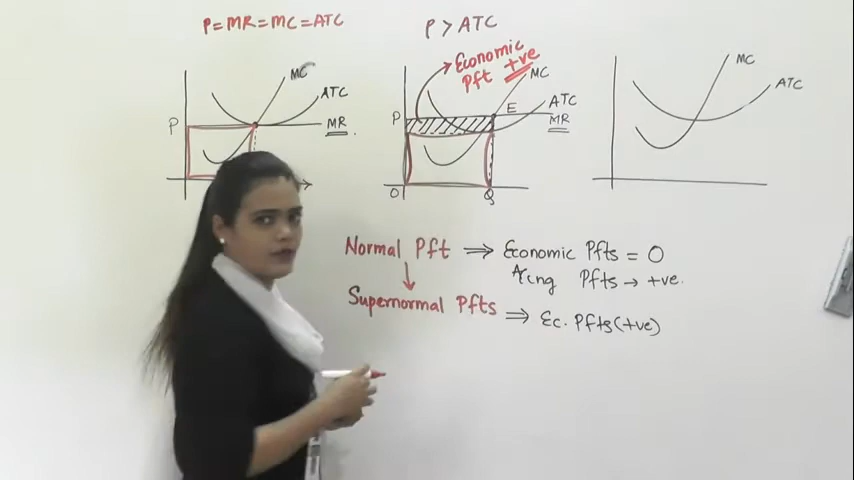 P=MR=MC=ATC
P > ATC
Economic
Pft +ve
MC
ATC
P
MR
MC
E
ATC
P
MR
O
Q
MC
ATC
Normal Pft ⇒ Economic Pfts = 0
Acng Pfts → +ve.
↓
Supernormal Pfts ⇒ Ec. Pfts (+ve)